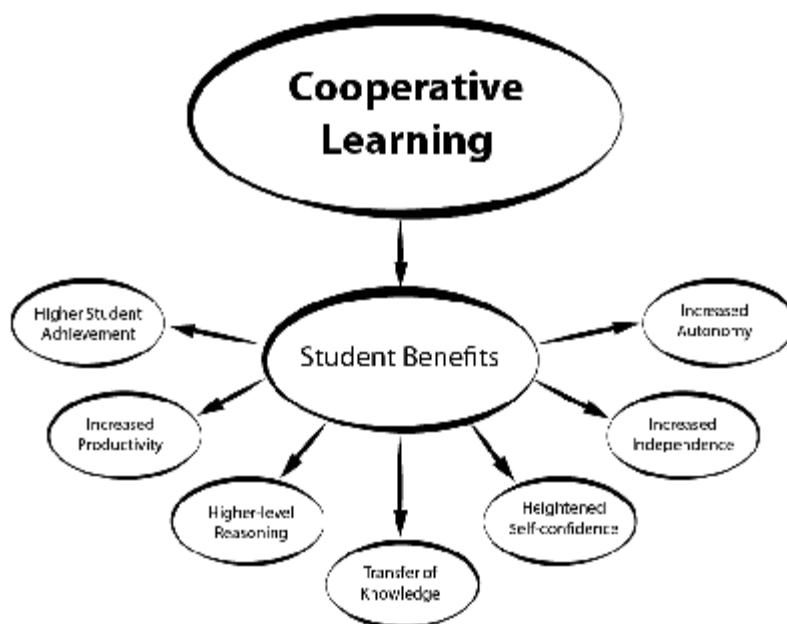 Cooperative
Learning
Student Benefits
Higher Student
Achievement
Increased
Productivity
Higher-level
Reasoning
Transfer of
Knowledge
Heightened
Self-confidence
Increased
Independence
Increased
Autonomy